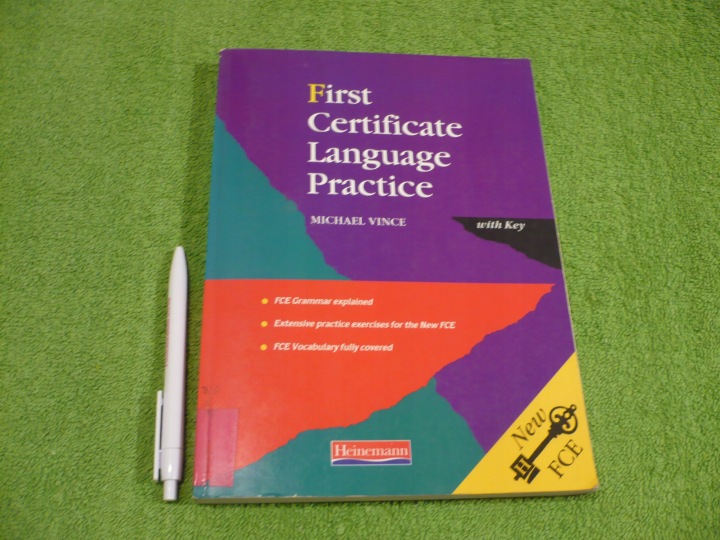 First
Certificate
Language
Practice
MICHAEL VINCE
with Key
FCE Grammar explained
Extensive practice exercises for the New FCE
FCE Vocabulary fully covered
New
FCE
Heinemann